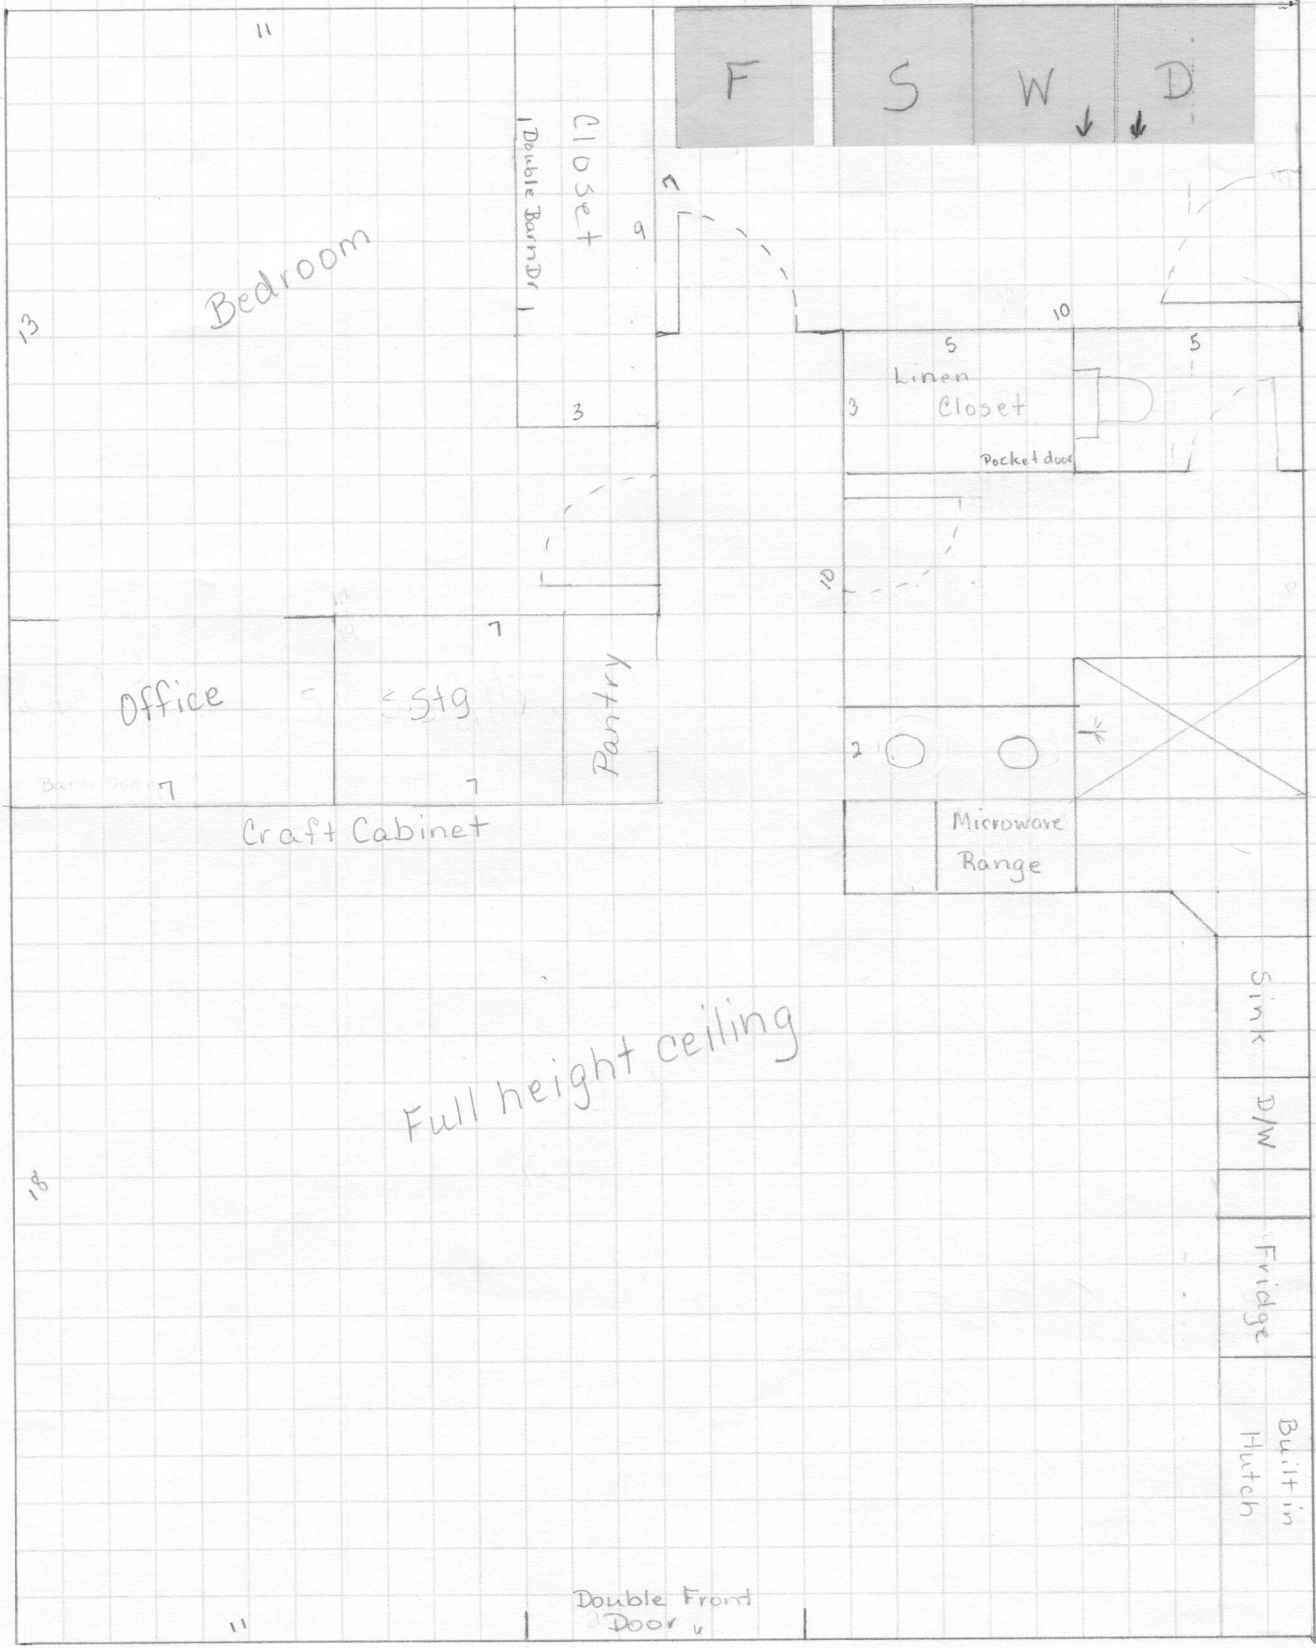 11
F
S
W
D
Closet
Double Barn Dr
9
Bedroom
13
10
5
5
Linen
Closet
3
3
Pocket door
10
7
Office
Stg
Pantry
2
7
7
Craft Cabinet
Microware
Range
Sink
Full height ceiling
D/W
18
Fridge
Built in
Hutch
Double Front
Door
11